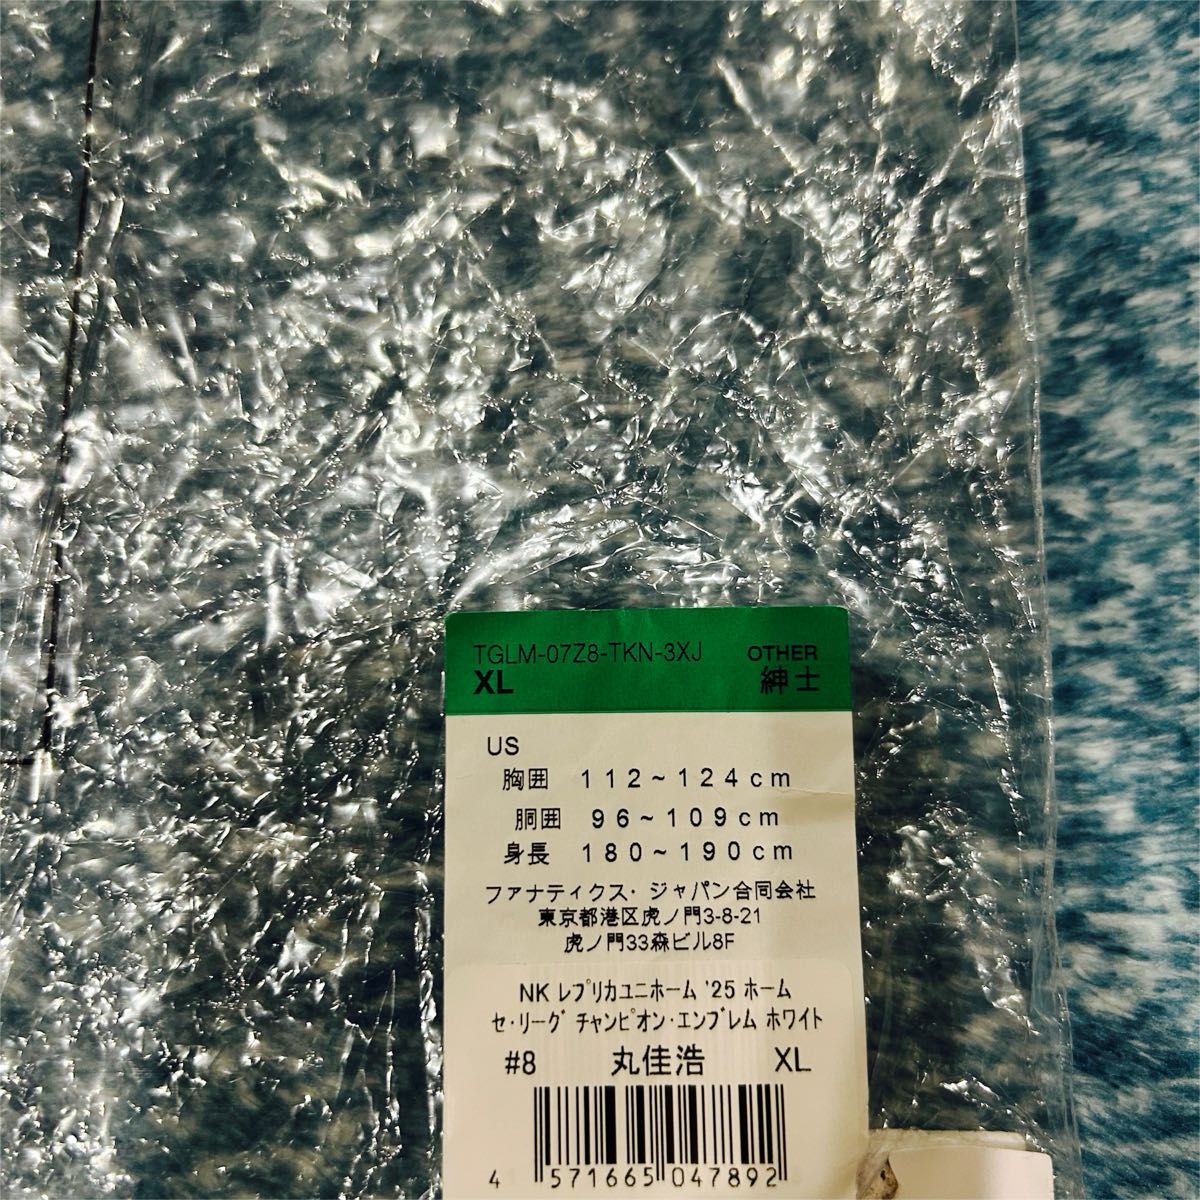 TGLM-07Z8-TKN-3XJ OTHER
XL 紳士
US
胸囲 112~124cm
胴囲 96~109cm
身長 180~190cm
ファナティクス・ジャパン合同会社
東京都港区虎ノ門3-8-21
虎ノ門33森ビル8F
NK ﾚﾌﾟﾘｶﾕﾆﾎｰﾑ '25 ﾎｰﾑ
ｾ･ﾘｰｸﾞ ﾁｬﾝﾋﾟｵﾝ･ｴﾝﾌﾞﾚﾑ ﾎﾜｲﾄ
#8 丸佳浩 XL
4 571665 047892